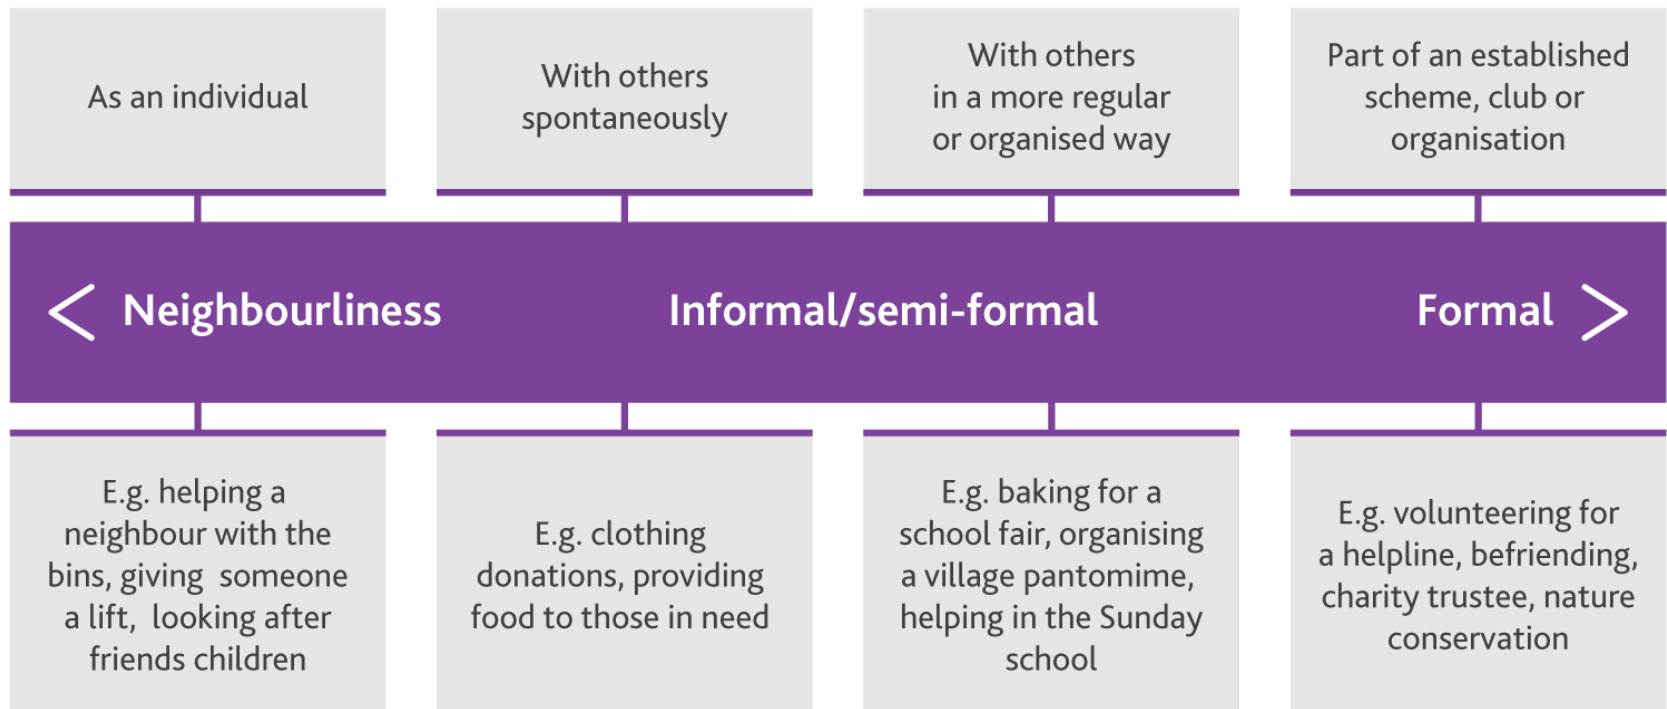 As an individual
With others
spontaneously
With others
in a more regular
or organised way
Part of an established
scheme, club or
organisation
Neighbourliness
Informal/semi-formal
Formal
E.g. helping a
neighbour with the
bins, giving  someone
a lift,  looking after
friends children
E.g. clothing
donations, providing
food to those in need
E.g. baking for a
school fair, organising
a village pantomime,
helping in the Sunday
school
E.g. volunteering for
a helpline, befriending,
charity trustee, nature
conservation